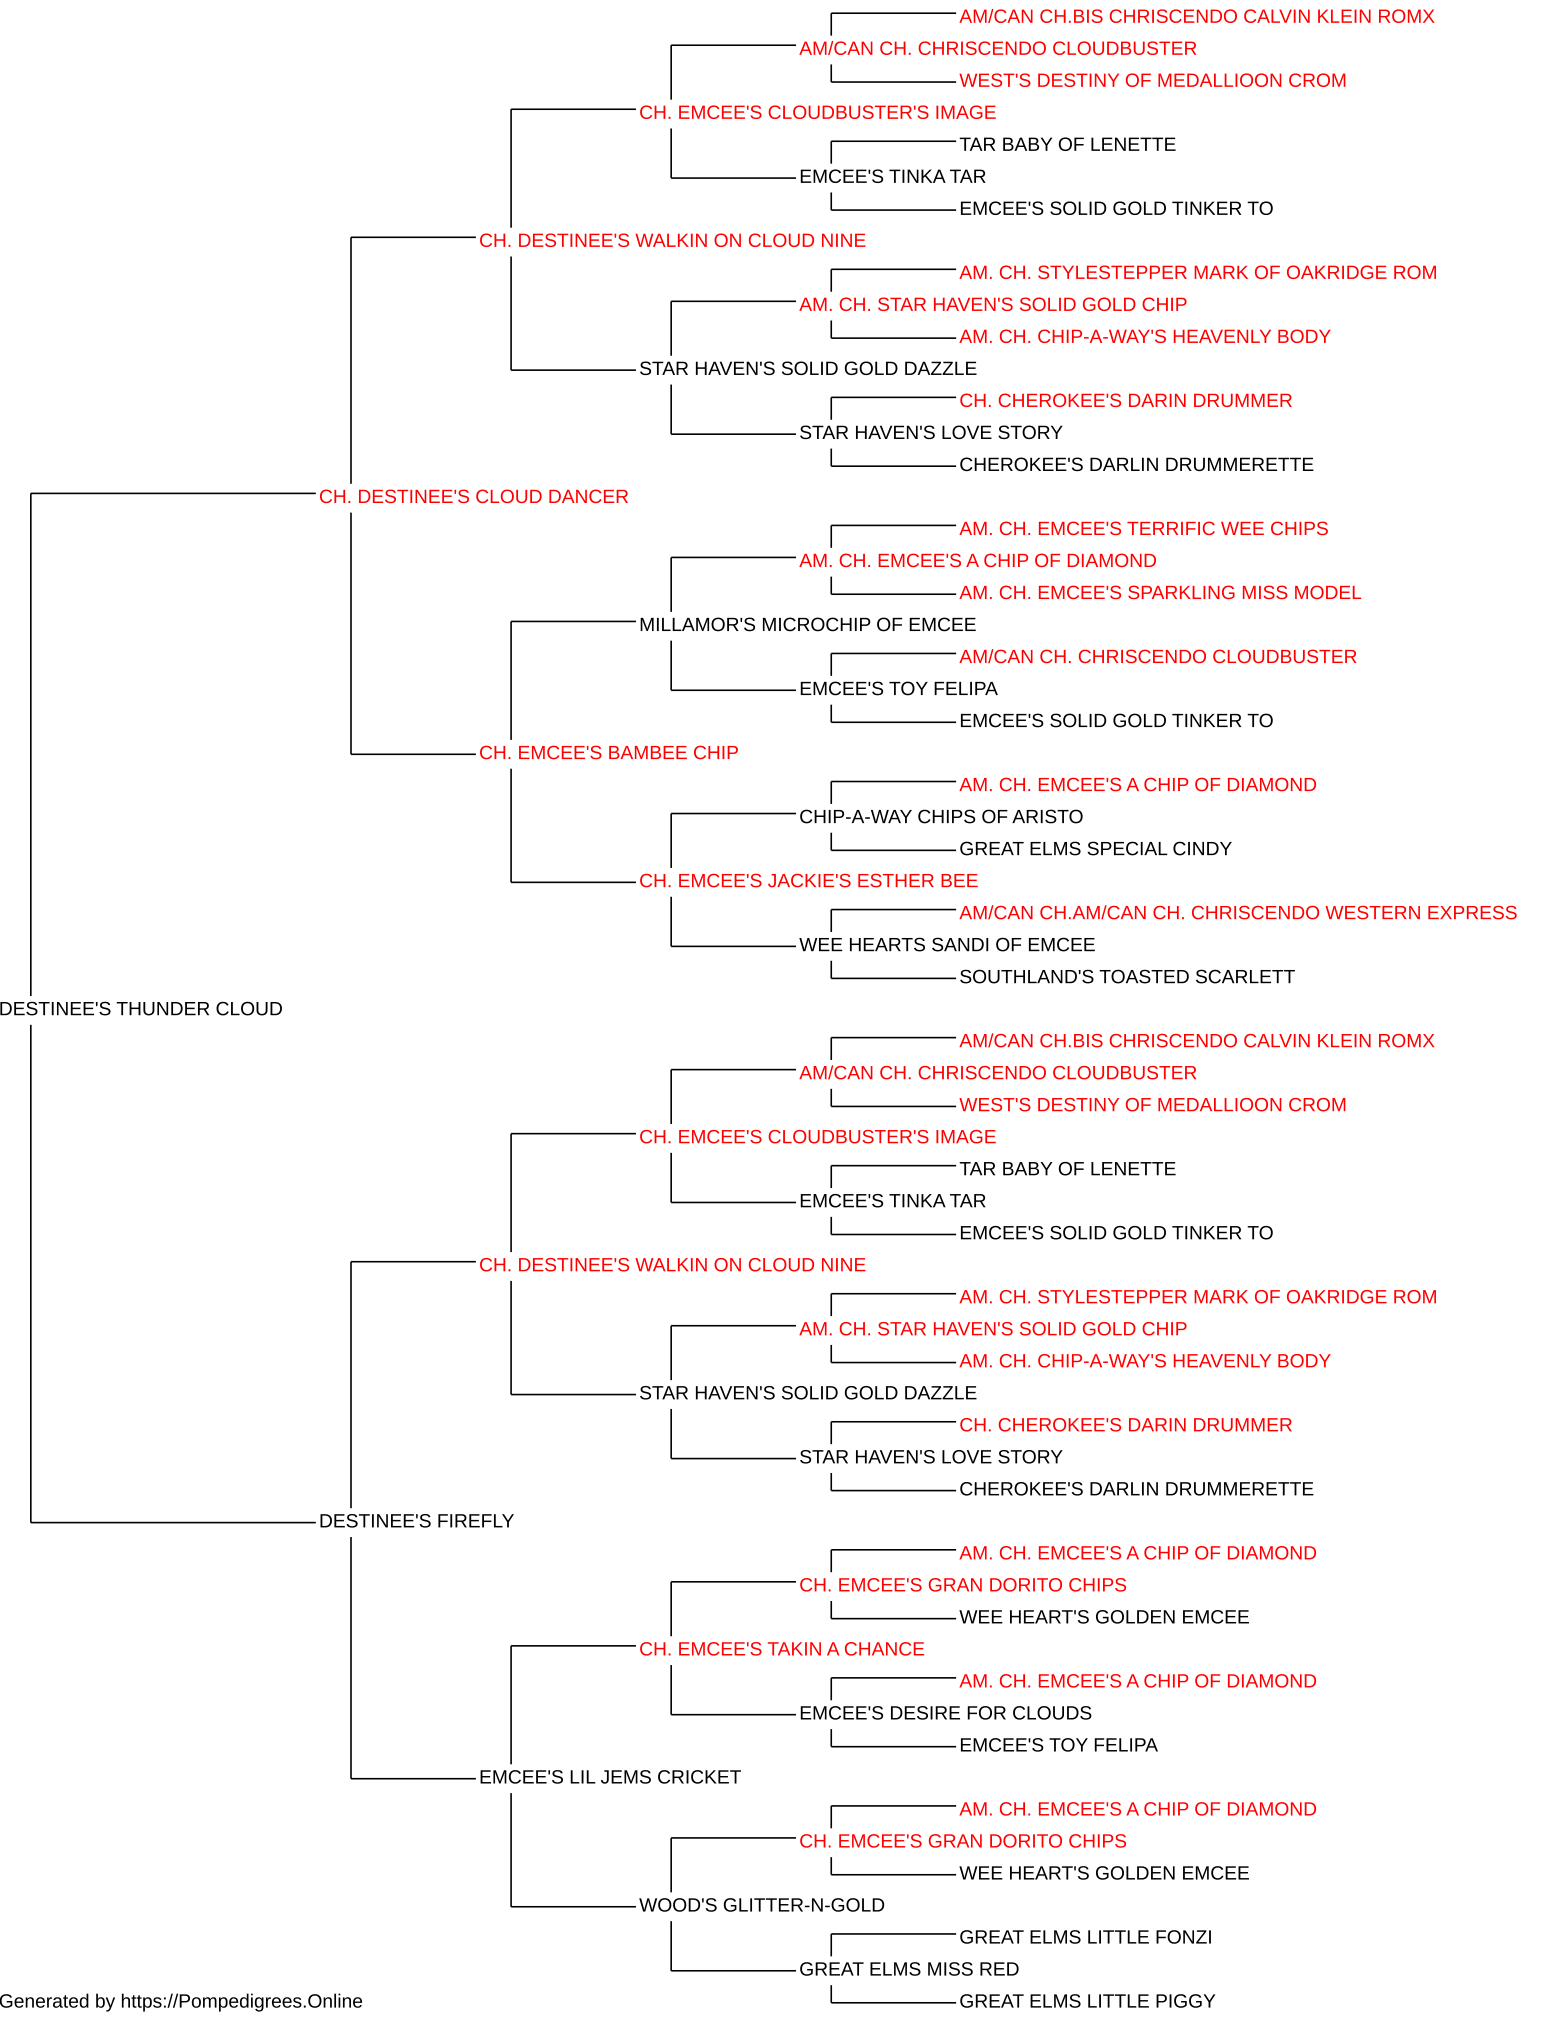 AM/CAN CH.BIS CHRISCENDO CALVIN KLEIN ROMX
AM/CAN CH. CHRISCENDO CLOUDBUSTER
WEST'S DESTINY OF MEDALLIOON CROM
CH. EMCEE'S CLOUDBUSTER'S IMAGE
TAR BABY OF LENETTE
EMCEE'S TINKA TAR
EMCEE'S SOLID GOLD TINKER TO
CH. DESTINEE'S WALKIN ON CLOUD NINE
AM. CH. STYLESTEPPER MARK OF OAKRIDGE ROM
AM. CH. STAR HAVEN'S SOLID GOLD CHIP
AM. CH. CHIP-A-WAY'S HEAVENLY BODY
STAR HAVEN'S SOLID GOLD DAZZLE
CH. CHEROKEE'S DARIN DRUMMER
STAR HAVEN'S LOVE STORY
CHEROKEE'S DARLIN DRUMMERETTE
CH. DESTINEE'S CLOUD DANCER
AM. CH. EMCEE'S TERRIFIC WEE CHIPS
AM. CH. EMCEE'S A CHIP OF DIAMOND
AM. CH. EMCEE'S SPARKLING MISS MODEL
MILLAMOR'S MICROCHIP OF EMCEE
AM/CAN CH. CHRISCENDO CLOUDBUSTER
EMCEE'S TOY FELIPA
EMCEE'S SOLID GOLD TINKER TO
CH. EMCEE'S BAMBEE CHIP
AM. CH. EMCEE'S A CHIP OF DIAMOND
CHIP-A-WAY CHIPS OF ARISTO
GREAT ELMS SPECIAL CINDY
CH. EMCEE'S JACKIE'S ESTHER BEE
AM/CAN CH.AM/CAN CH. CHRISCENDO WESTERN EXPRESS
WEE HEARTS SANDI OF EMCEE
SOUTHLAND'S TOASTED SCARLETT
DESTINEE'S THUNDER CLOUD
AM/CAN CH.BIS CHRISCENDO CALVIN KLEIN ROMX
AM/CAN CH. CHRISCENDO CLOUDBUSTER
WEST'S DESTINY OF MEDALLIOON CROM
CH. EMCEE'S CLOUDBUSTER'S IMAGE
TAR BABY OF LENETTE
EMCEE'S TINKA TAR
EMCEE'S SOLID GOLD TINKER TO
CH. DESTINEE'S WALKIN ON CLOUD NINE
AM. CH. STYLESTEPPER MARK OF OAKRIDGE ROM
AM. CH. STAR HAVEN'S SOLID GOLD CHIP
AM. CH. CHIP-A-WAY'S HEAVENLY BODY
STAR HAVEN'S SOLID GOLD DAZZLE
CH. CHEROKEE'S DARIN DRUMMER
STAR HAVEN'S LOVE STORY
CHEROKEE'S DARLIN DRUMMERETTE
DESTINEE'S FIREFLY
AM. CH. EMCEE'S A CHIP OF DIAMOND
CH. EMCEE'S GRAN DORITO CHIPS
WEE HEART'S GOLDEN EMCEE
CH. EMCEE'S TAKIN A CHANCE
AM. CH. EMCEE'S A CHIP OF DIAMOND
EMCEE'S DESIRE FOR CLOUDS
EMCEE'S TOY FELIPA
EMCEE'S LIL JEMS CRICKET
AM. CH. EMCEE'S A CHIP OF DIAMOND
CH. EMCEE'S GRAN DORITO CHIPS
WEE HEART'S GOLDEN EMCEE
WOOD'S GLITTER-N-GOLD
GREAT ELMS LITTLE FONZI
GREAT ELMS MISS RED
GREAT ELMS LITTLE PIGGY
Generated by https://Pompedigrees.Online